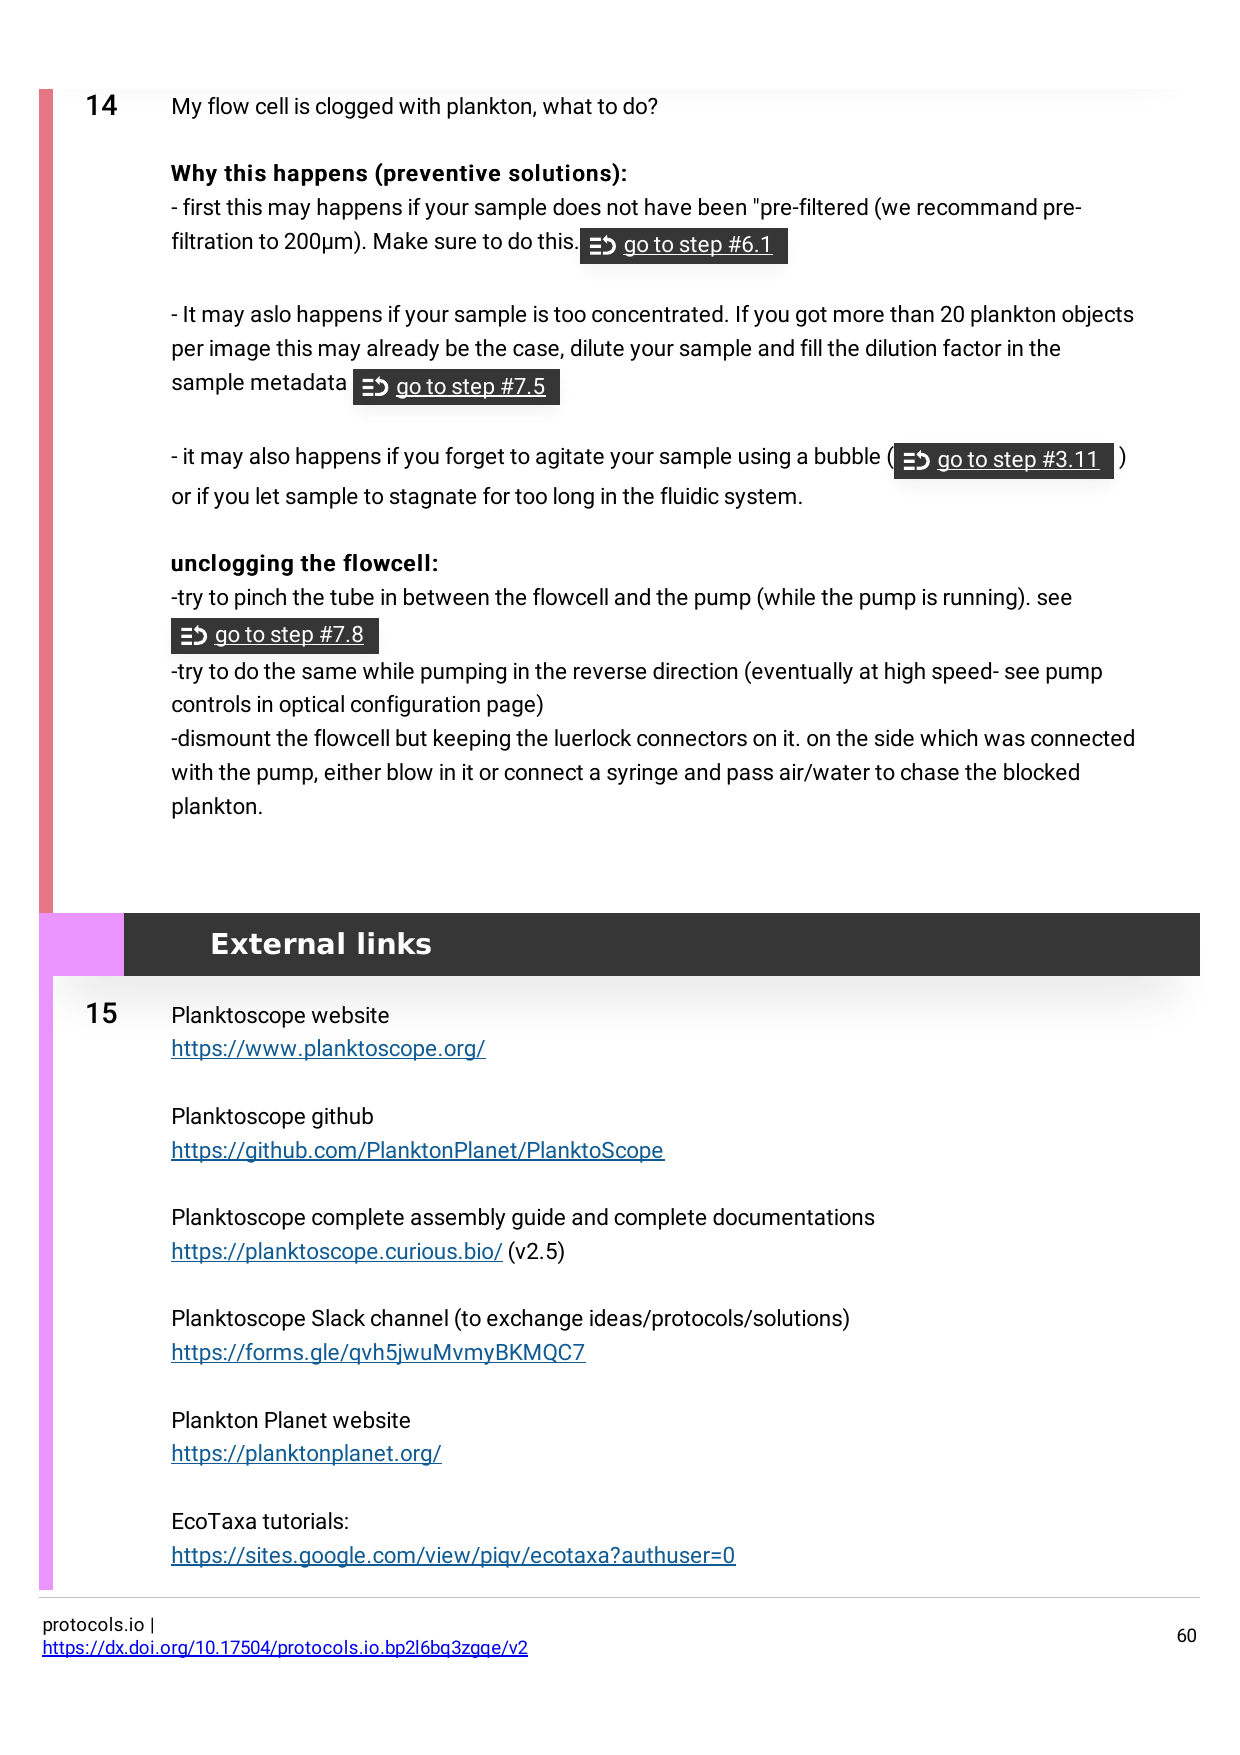 14 My flow cell is clogged with plankton, what to do?
Why this happens (preventive solutions):
- first this may happens if your sample does not have been "pre-filtered (we recommand pre-
filtration to 200μm). Make sure to do this. go to step #6.1
- It may aslo happens if your sample is too concentrated. If you got more than 20 plankton objects
per image this may already be the case, dilute your sample and fill the dilution factor in the
sample metadata go to step #7.5
- it may also happens if you forget to agitate your sample using a bubble ( go to step #3.11 )
or if you let sample to stagnate for too long in the fluidic system.
unclogging the flowcell:
-try to pinch the tube in between the flowcell and the pump (while the pump is running). see
go to step #7.8
-try to do the same while pumping in the reverse direction (eventually at high speed- see pump
controls in optical configuration page)
-dismount the flowcell but keeping the luerlock connectors on it. on the side which was connected
with the pump, either blow in it or connect a syringe and pass air/water to chase the blocked
plankton.
External links
15 Planktoscope website
https://www.planktoscope.org/
Planktoscope github
https://github.com/PlanktonPlanet/PlanktoScope
Planktoscope complete assembly guide and complete documentations
https://planktoscope.curious.bio/ (v2.5)
Planktoscope Slack channel (to exchange ideas/protocols/solutions)
https://forms.gle/qvh5jwuMvmyBKMQC7
Plankton Planet website
https://planktonplanet.org/
EcoTaxa tutorials:
https://sites.google.com/view/piqv/ecotaxa?authuser=0
protocols.io |
https://dx.doi.org/10.17504/protocols.io.bp2l6bq3zgqe/v2
60